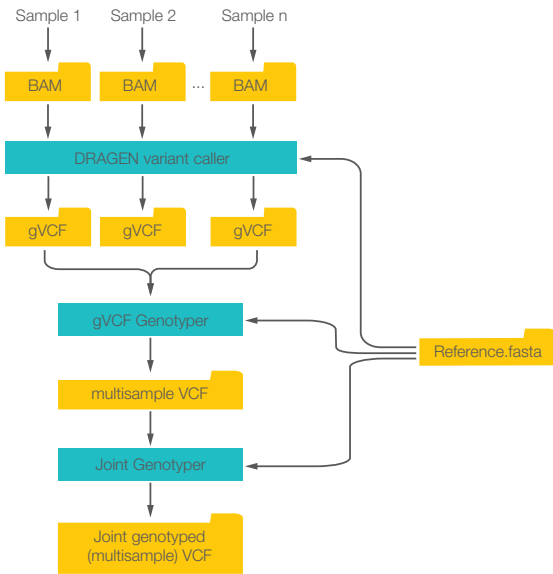 Sample 1
Sample 2
Sample n
BAM
BAM
...
BAM
DRAGEN variant caller
gVCF
gVCF
gVCF
gVCF Genotyper
Reference.fasta
multisample VCF
Joint Genotyper
Joint genotyped
(multisample) VCF